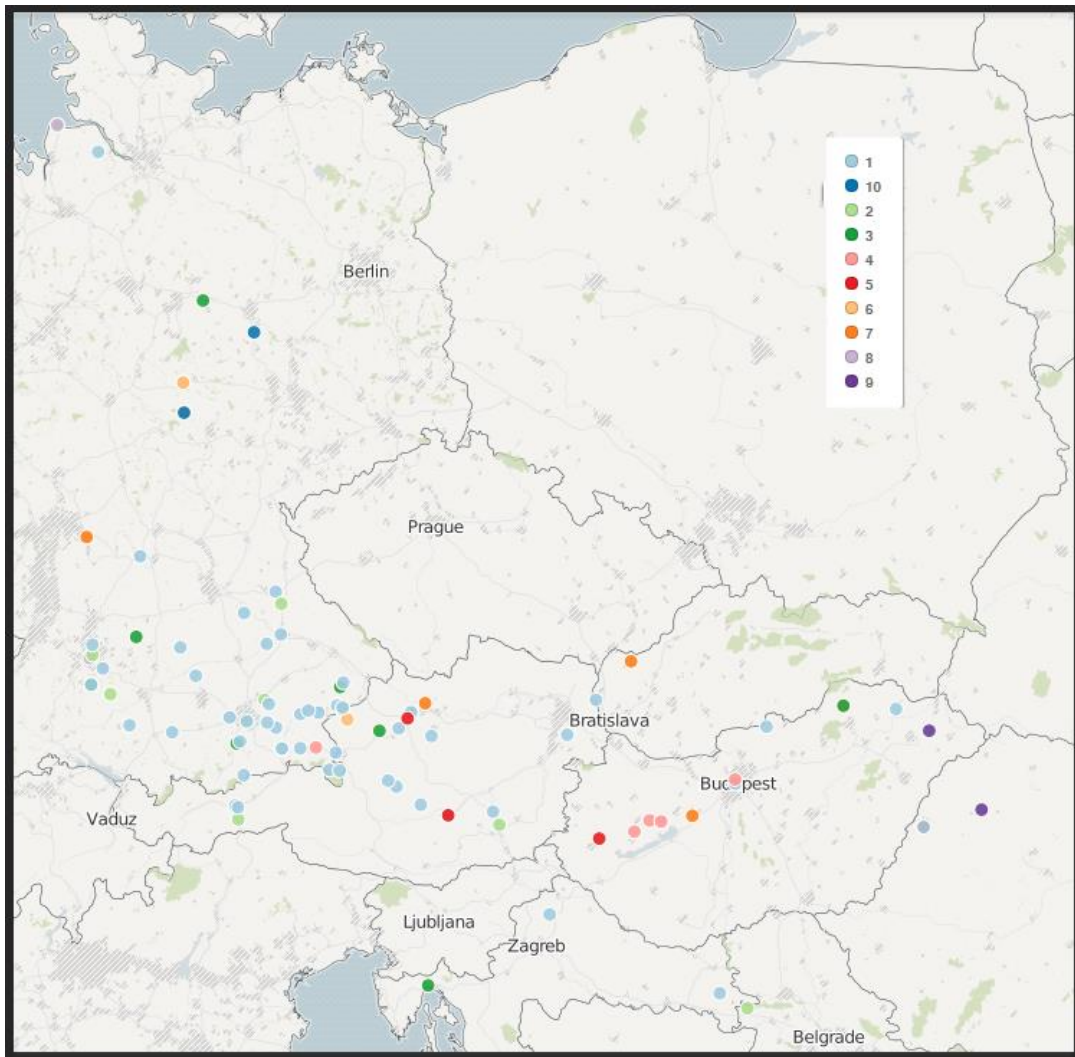 1
10
2
3
4
5
6
7
8
9
Berlin
Prague
Bratislava
Budapest
Vaduz
Ljubljana
Zagreb
Belgrade